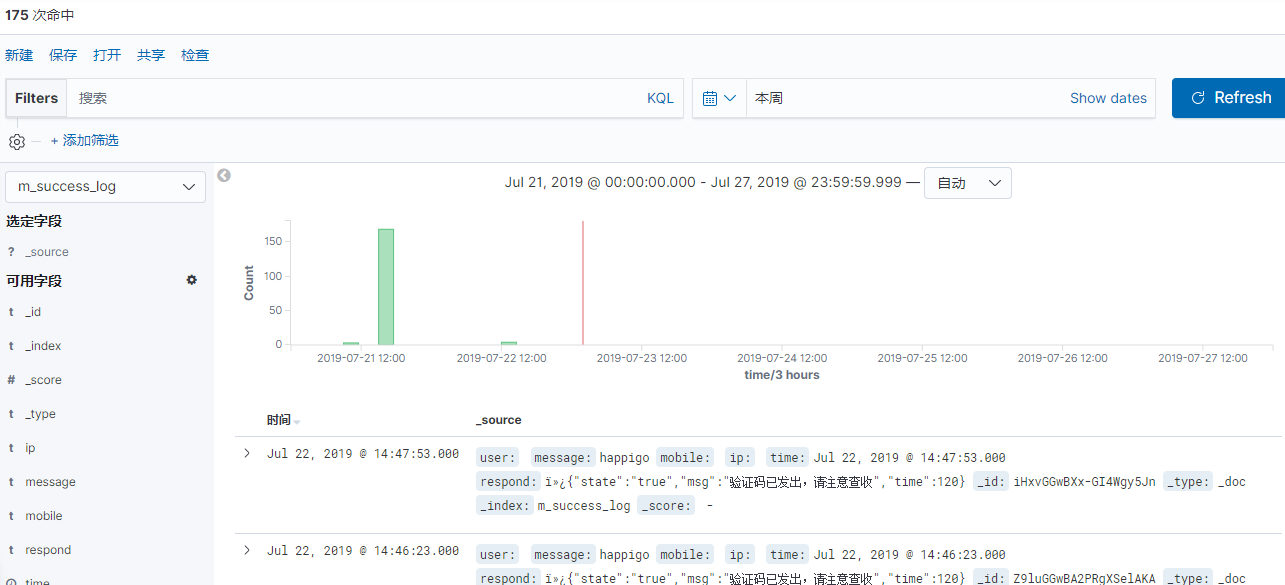 175 次命中
新建 保存 打开 共享 检查
Filters 搜索 KQL 本周 Show dates Refresh
+ 添加筛选
m_success_log
Jul 21, 2019 @ 00:00:00.000 - Jul 27, 2019 @ 23:59:59.999 — 自动
选定字段
? _source
可用字段
t _id
t _index
# _score
t _type
t ip
t message
t mobile
t respond
time
Count
150
100
50
0
2019-07-21 12:00 2019-07-22 12:00 2019-07-23 12:00 2019-07-24 12:00 2019-07-25 12:00 2019-07-26 12:00 2019-07-27 12:00
time/3 hours
时间 _source
Jul 22, 2019 @ 14:47:53.000 user: message: happigo mobile: ip: time: Jul 22, 2019 @ 14:47:53.000
respond: ï»¿{"state":"true","msg":"验证码已发出，请注意查收","time":120} _id: iHxvGGwBXx-GI4Wgy5Jn _type: _doc
_index: m_success_log _score: -
Jul 22, 2019 @ 14:46:23.000 user: message: happigo mobile: ip: time: Jul 22, 2019 @ 14:46:23.000
respond: ï»¿{"state":"true","msg":"验证码已发出，请注意查收","time":120} _id: Z9luGGwBA2PRgXSelAKA _type: _doc